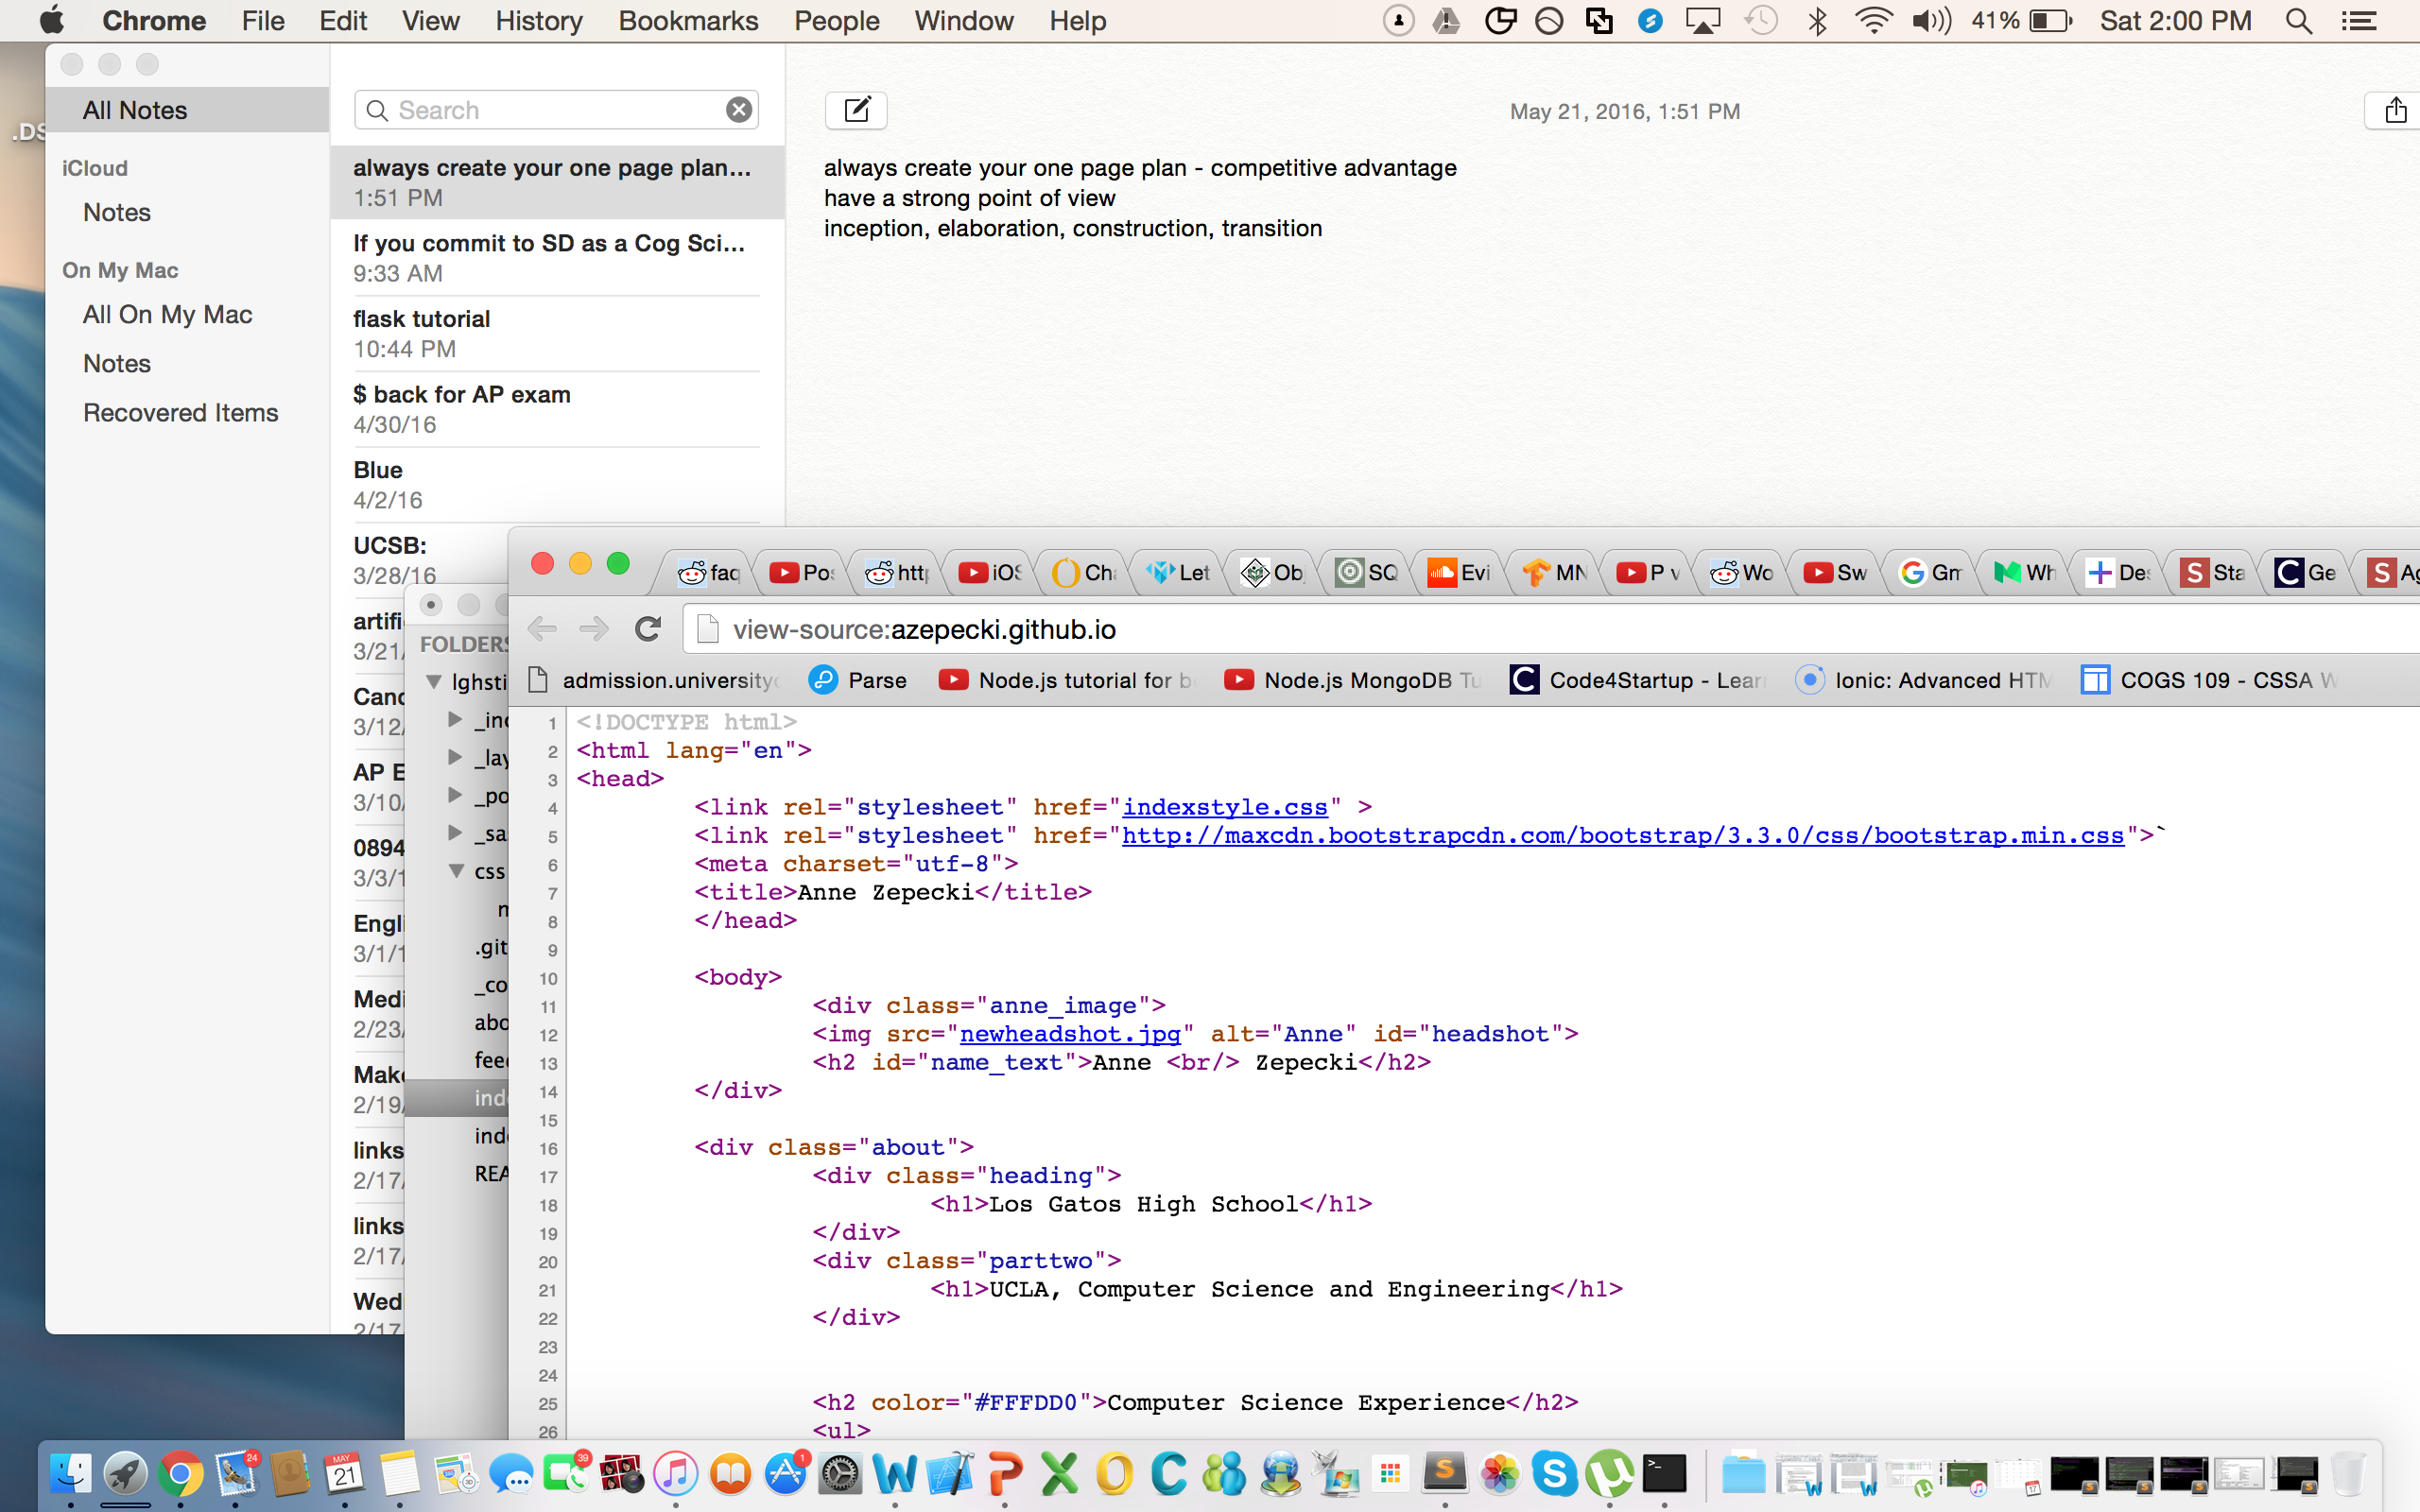 Chrome File Edit View History Bookmarks People Window Help 41% Sat 2:00 PM
.DS
All Notes
iCloud
Notes
On My Mac
All On My Mac
Notes
Recovered Items
Search
always create your one page plan...
1:51 PM
If you commit to SD as a Cog Sci...
9:33 AM
flask tutorial
10:44 PM
$ back for AP exam
4/30/16
Blue
4/2/16
UCSB:
3/28/16
artifi
3/21/
Canc
3/12/
AP E
3/10/
0894
3/3/1
Engli
3/1/1
Medi
2/23/
Make
2/19/
links
2/17/
links
2/17/
Wed
2/17/
May 21, 2016, 1:51 PM
always create your one page plan - competitive advantage
have a strong point of view
inception, elaboration, construction, transition
FOLDERS
lghsti
_inc
_lay
_po
_sa
css
.git
_co
abo
feed
inde
inde
REA
faq Pos http iOS Cha Let Obj SQ Evi MN P v Wo Sw Gm Wh Des Sta Ge Ag
view-source:azepecki.github.io
admission.universityc Parse Node.js tutorial for be Node.js MongoDB Tu Code4Startup - Lear Ionic: Advanced HTM COGS 109 - CSSA W
1 <!DOCTYPE html>
2 <html lang="en">
3 <head>
4 <link rel="stylesheet" href="indexstyle.css" >
5 <link rel="stylesheet" href="http://maxcdn.bootstrapcdn.com/bootstrap/3.3.0/css/bootstrap.min.css">`
6 <meta charset="utf-8">
7 <title>Anne Zepecki</title>
8 </head>
9
10 <body>
11 <div class="anne_image">
12 <img src="newheadshot.jpg" alt="Anne" id="headshot">
13 <h2 id="name_text">Anne <br/> Zepecki</h2>
14 </div>
15
16 <div class="about">
17 <div class="heading">
18 <h1>Los Gatos High School</h1>
19 </div>
20 <div class="parttwo">
21 <h1>UCLA, Computer Science and Engineering</h1>
22 </div>
23
24
25 <h2 color="#FFFDD0">Computer Science Experience</h2>
26 <ul>
24 MAY 21 39 1